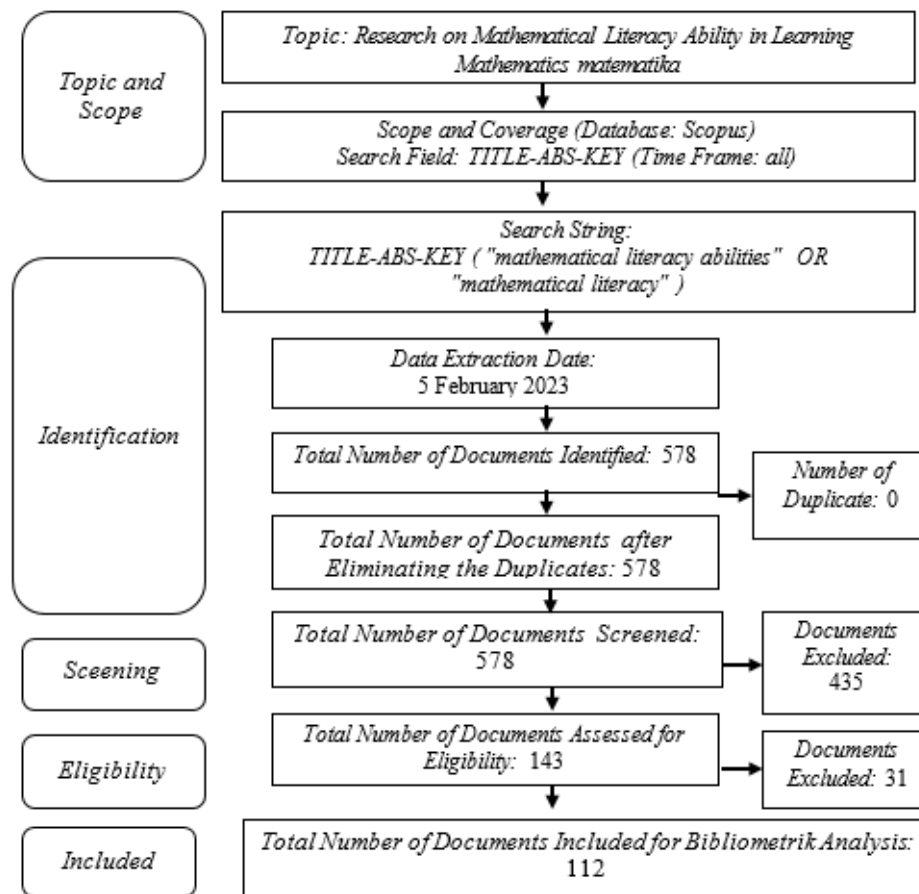 Topic and
Scope
Topic: Research on Mathematical Literacy Ability in Learning
Mathematics matematika
Scope and Coverage (Database: Scopus)
Search Field: TITLE-ABS-KEY (Time Frame: all)
Identification
Search String:
TITLE-ABS-KEY ( "mathematical literacy abilities" OR
"mathematical literacy" )
Data Extraction Date:
5 February 2023
Total Number of Documents Identified: 578
Number of
Duplicate: 0
Total Number of Documents after
Eliminating the Duplicates: 578
Sceening
Total Number of Documents Screened:
578
Documents
Excluded:
435
Eligibility
Total Number of Documents Assessed for
Eligibility: 143
Documents
Excluded: 31
Included
Total Number of Documents Included for Bibliometrik Analysis:
112